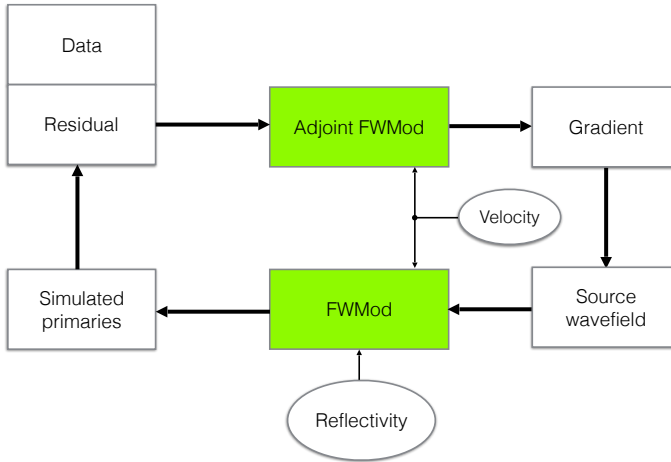 Data
Residual
Adjoint FWMod
Gradient
Velocity
Simulated
primaries
FWMod
Source
wavefield
Reflectivity